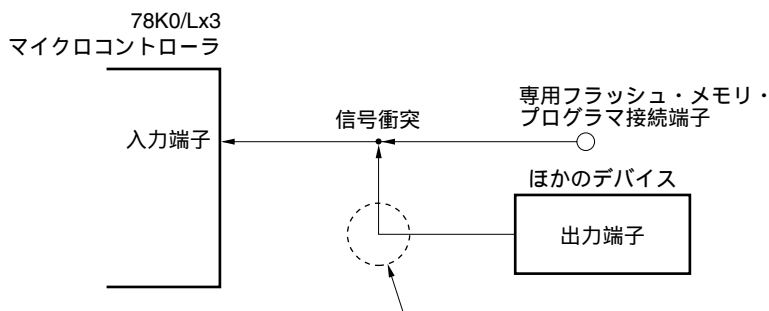 78K0/Lx3
マイクロコントローラ
専用フラッシュ・メモリ・
プログラマ接続端子
信号衝突
入力端子
ほかのデバイス
出力端子